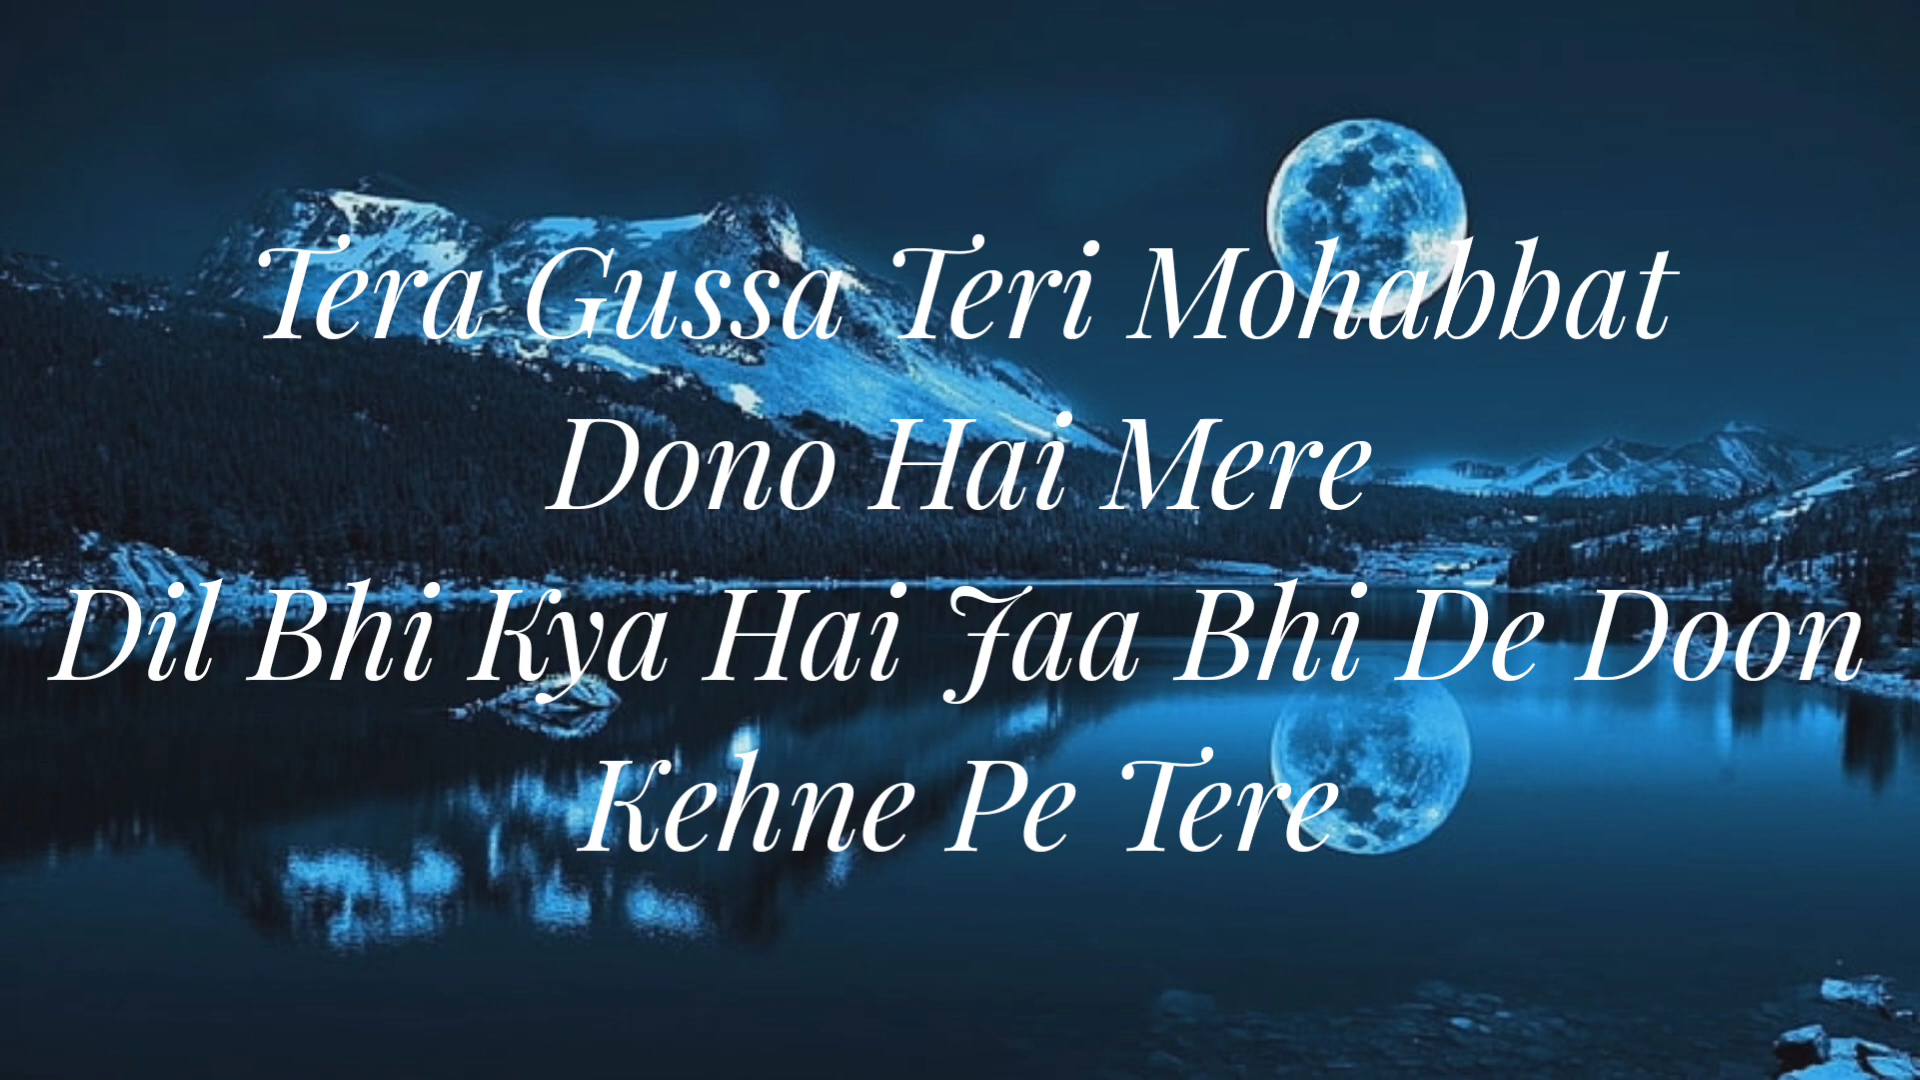 Tera Gussa Teri Mohabbat
Dono Hai Mere
Dil Bhi Kya Hai Jaa Bhi De Doon
Kehne Pe Tere